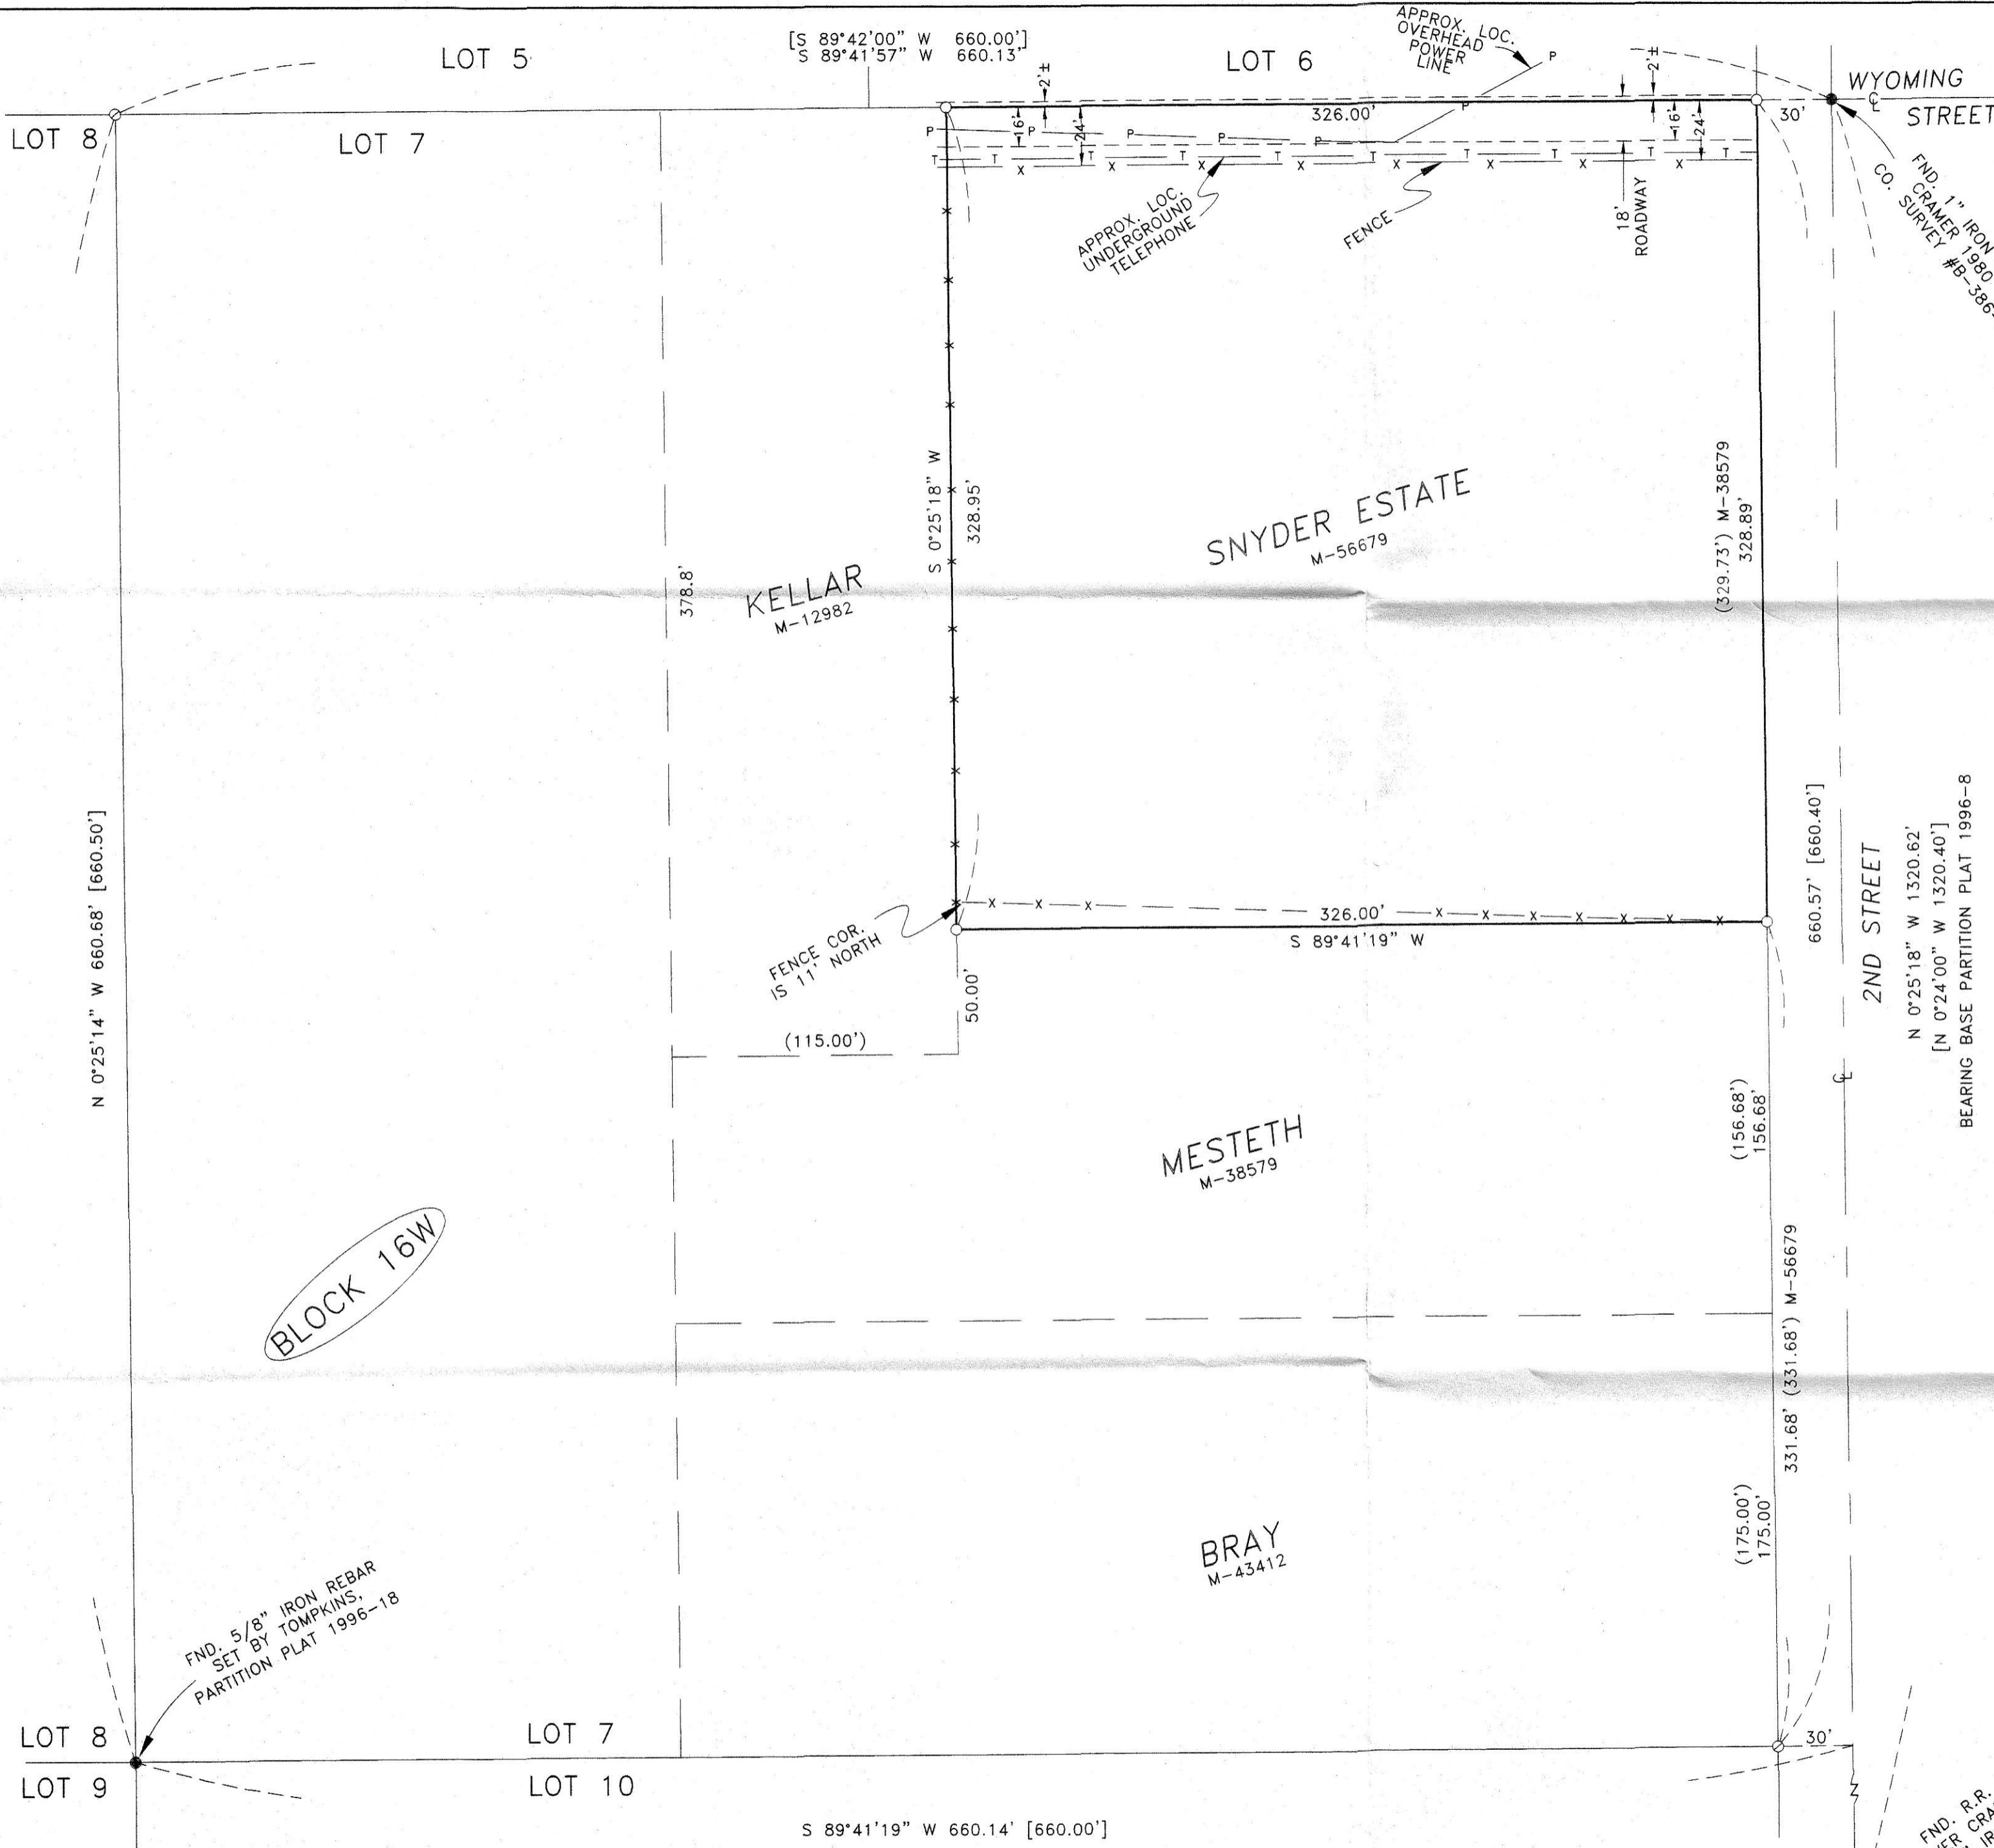 LOT 5
[S 89°42'00" W 660.00']
S 89°41'57" W 660.13'
LOT 6
APPROX. LOC.
OVERHEAD
POWER
LINE
P
2'±
2'±
WYOMING
STREET
℄
LOT 8
LOT 7
326.00'
30'
16'
24'
16'
24'
P P P P P P
T T T T T T T T T
X X X X X X X X
APPROX. LOC.
UNDERGROUND
TELEPHONE
FENCE
18'
ROADWAY
FND. 1" IRON
CRAMER 1980
CO. SURVEY
S 0°25'18" W
328.95'
(329.73') M-38579
328.89'
SNYDER ESTATE
M-56679
KELLAR
M-12982
378.8'
N 0°25'14" W 660.68' [660.50']
660.57' [660.40']
2ND STREET
N 0°25'18" W 1320.62'
[N 0°24'00" W 1320.40']
BEARING BASE PARTITION PLAT 1996-8
X X X X X X X X X X
326.00'
S 89°41'19" W
FENCE COR.
IS 11' NORTH
50.00'
(115.00')
℄
(156.68')
156.68'
MESTETH
M-38579
BLOCK 16W
331.68' (331.68') M-56679
(175.00')
175.00'
BRAY
M-43412
FND. 5/8" IRON REBAR
SET BY TOMPKINS,
PARTITION PLAT 1996-18
LOT 8
LOT 7
30'
LOT 9
LOT 10
S 89°41'19" W 660.14' [660.00']
FND. R.R.